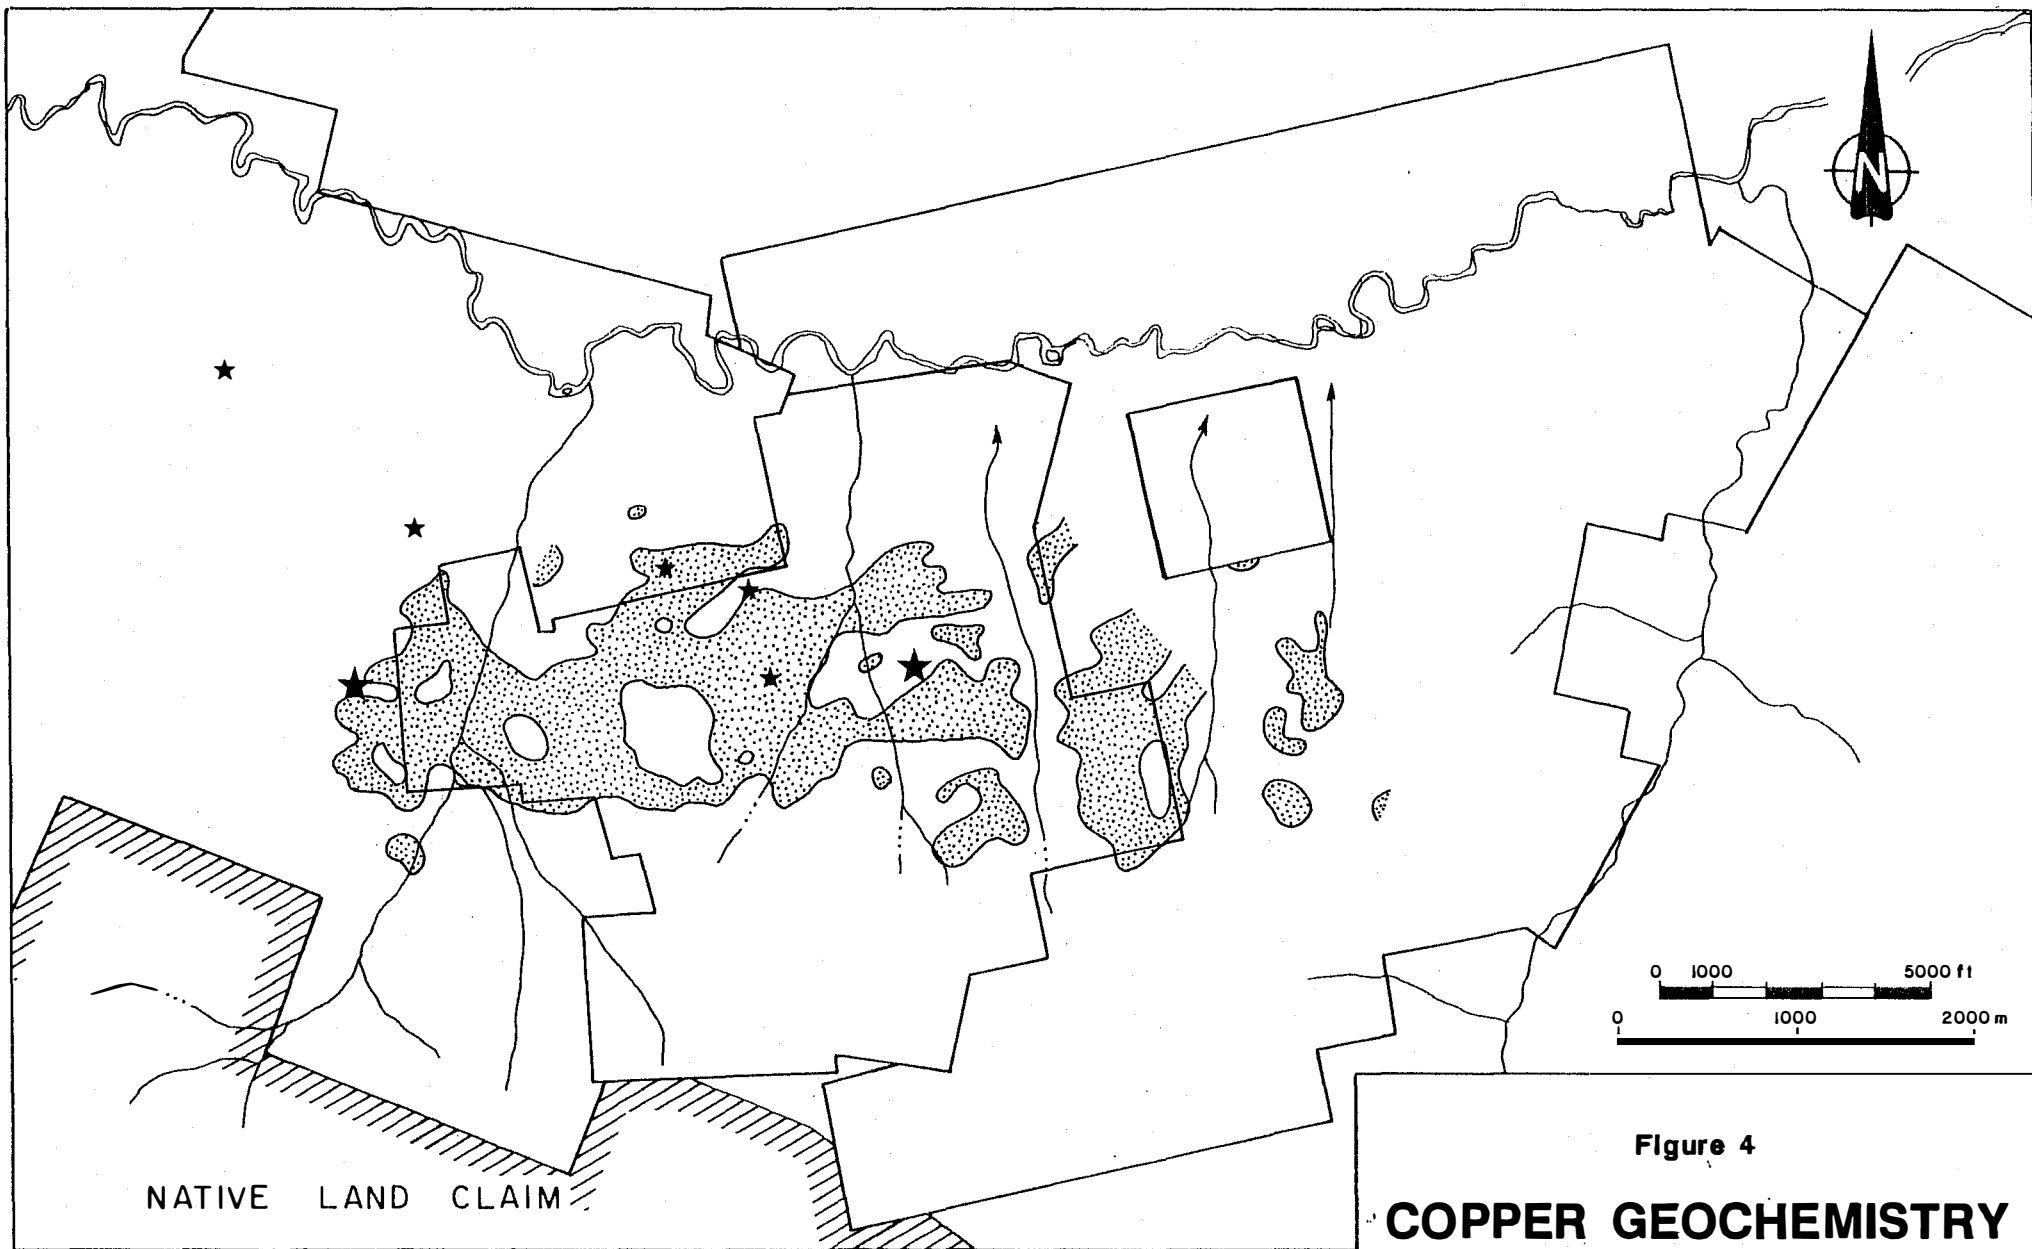 N
0 1000 5000 ft
0 1000 2000 m
Figure 4
NATIVE LAND CLAIM
COPPER GEOCHEMISTRY